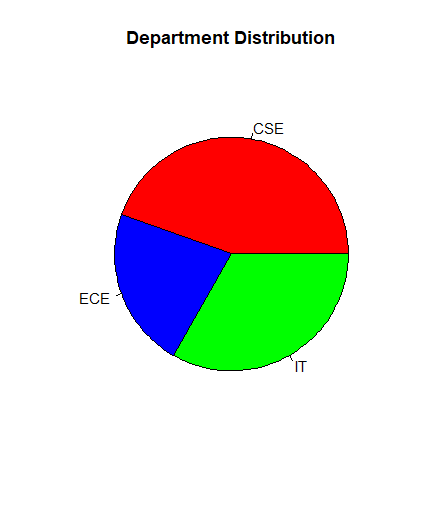 Department Distribution
CSE
ECE
IT